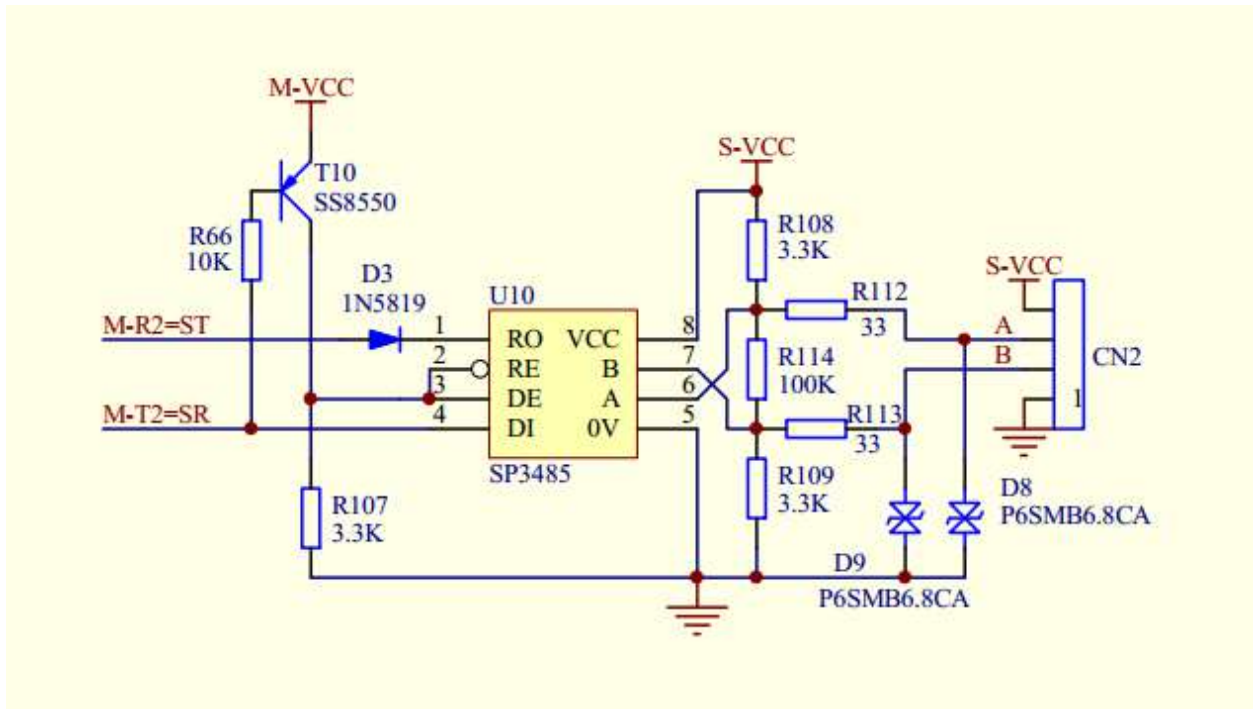 M-VCC
T10
SS8550
S-VCC
R66
10K
R108
3.3K
D3
1N5819
U10
S-VCC
R112
33
M-R2=ST
1
RO
VCC
8
A
2
RE
B
7
R114
100K
B
CN2
3
DE
A
6
M-T2=SR
4
DI
0V
5
R113
33
1
SP3485
R109
3.3K
R107
3.3K
D8
P6SMB6.8CA
D9
P6SMB6.8CA